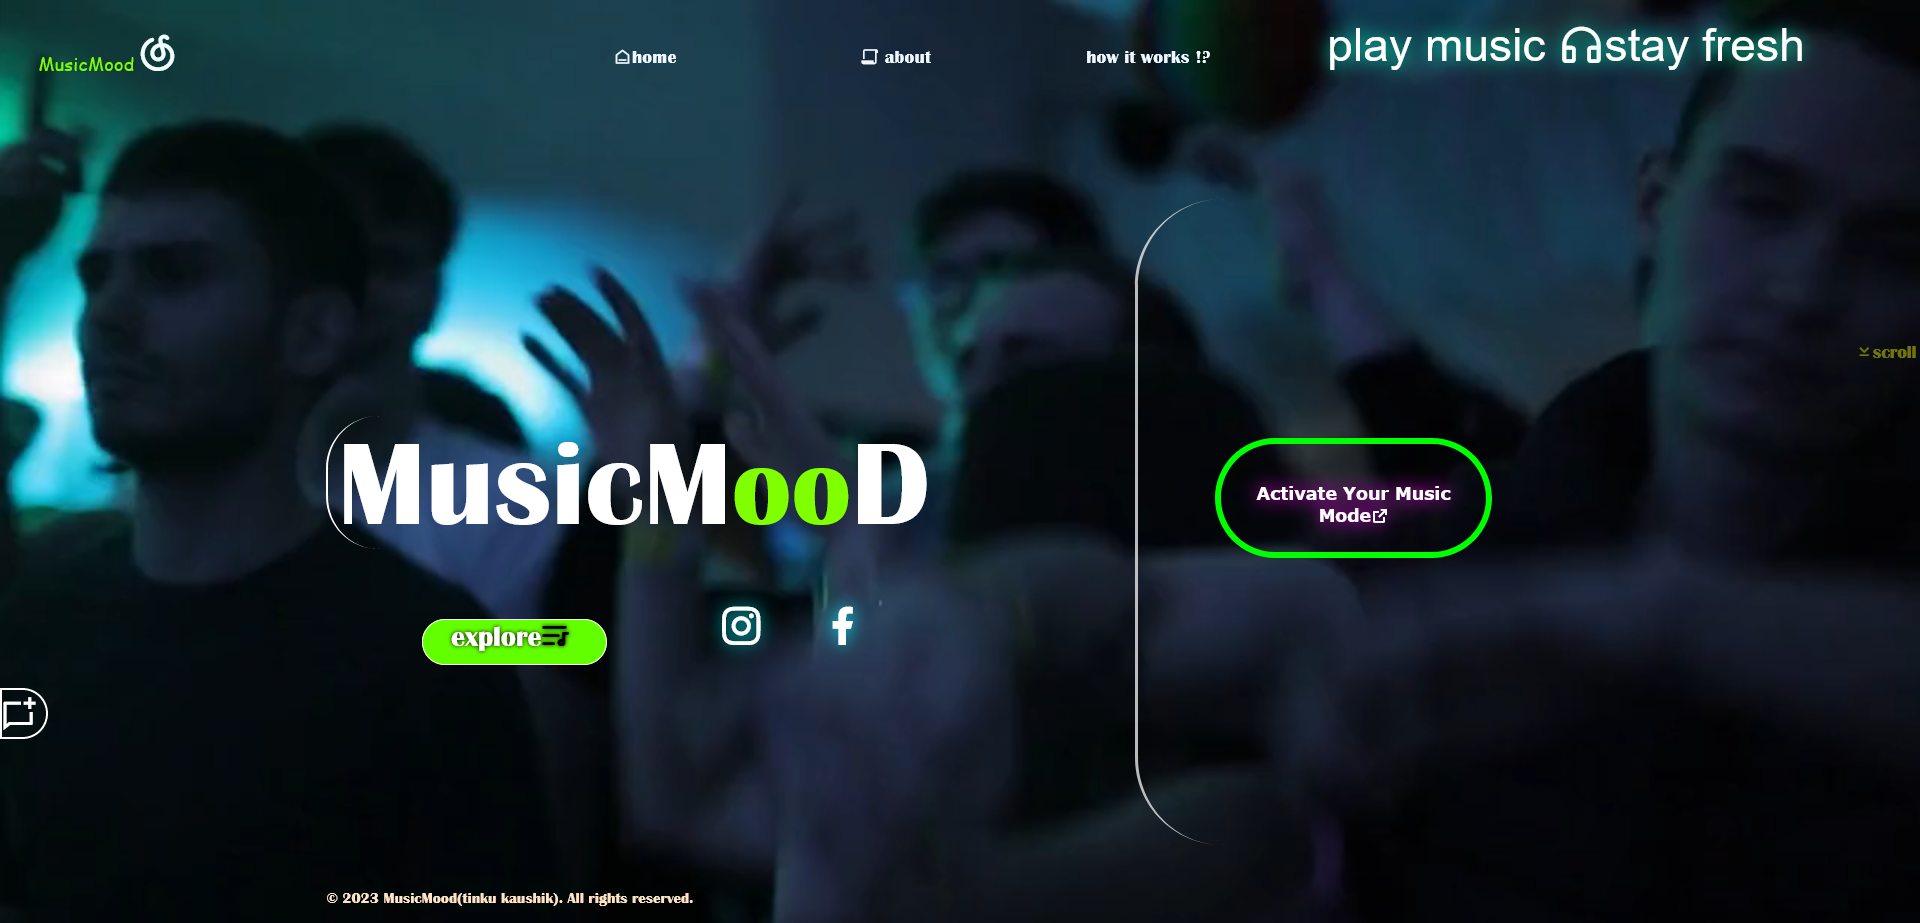 MusicMood
home
about
how it works !?
play music stay fresh
scroll
MusicMooD
Activate Your Music
Mode
explore
© 2023 MusicMood(tinku kaushik). All rights reserved.